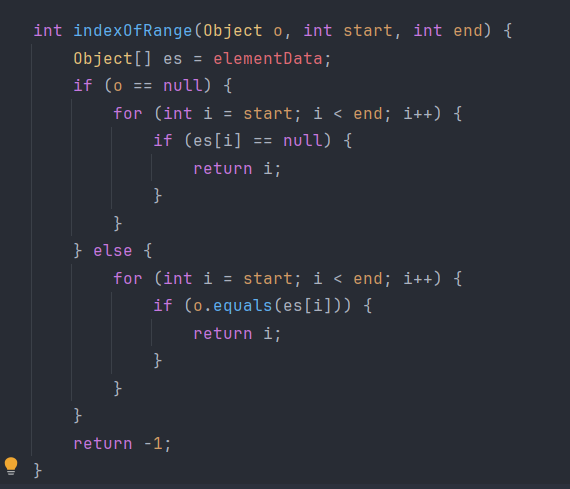 int indexOfRange(Object o, int start, int end) {
    Object[] es = elementData;
    if (o == null) {
        for (int i = start; i < end; i++) {
            if (es[i] == null) {
                return i;
            }
        }
    } else {
        for (int i = start; i < end; i++) {
            if (o.equals(es[i])) {
                return i;
            }
        }
    }
    return -1;
}